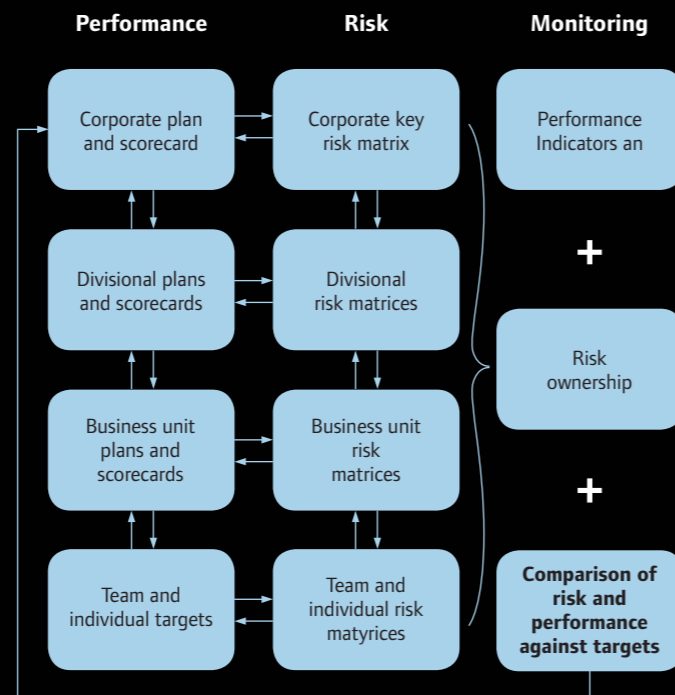 Performance
Risk
Monitoring
Corporate plan
and scorecard
Corporate key
risk matrix
Performance
Indicators an
+
Divisional plans
and scorecards
Divisional
risk matrices
Risk
ownership
Business unit
plans and
scorecards
Business unit
risk
matrices
+
Team and
individual targets
Team and
individual risk
matyrices
Comparison of
risk and
performance
against targets